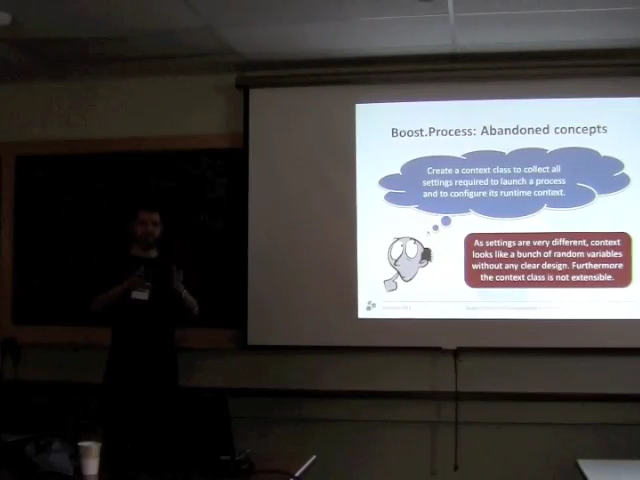 Boost.Process: Abandoned concepts
Create a context class to collect all
settings required to launch a process
and to configure its runtime context.
As settings are very different, context
looks like a bunch of random variables
without any clear design. Furthermore
the context class is not extensible.